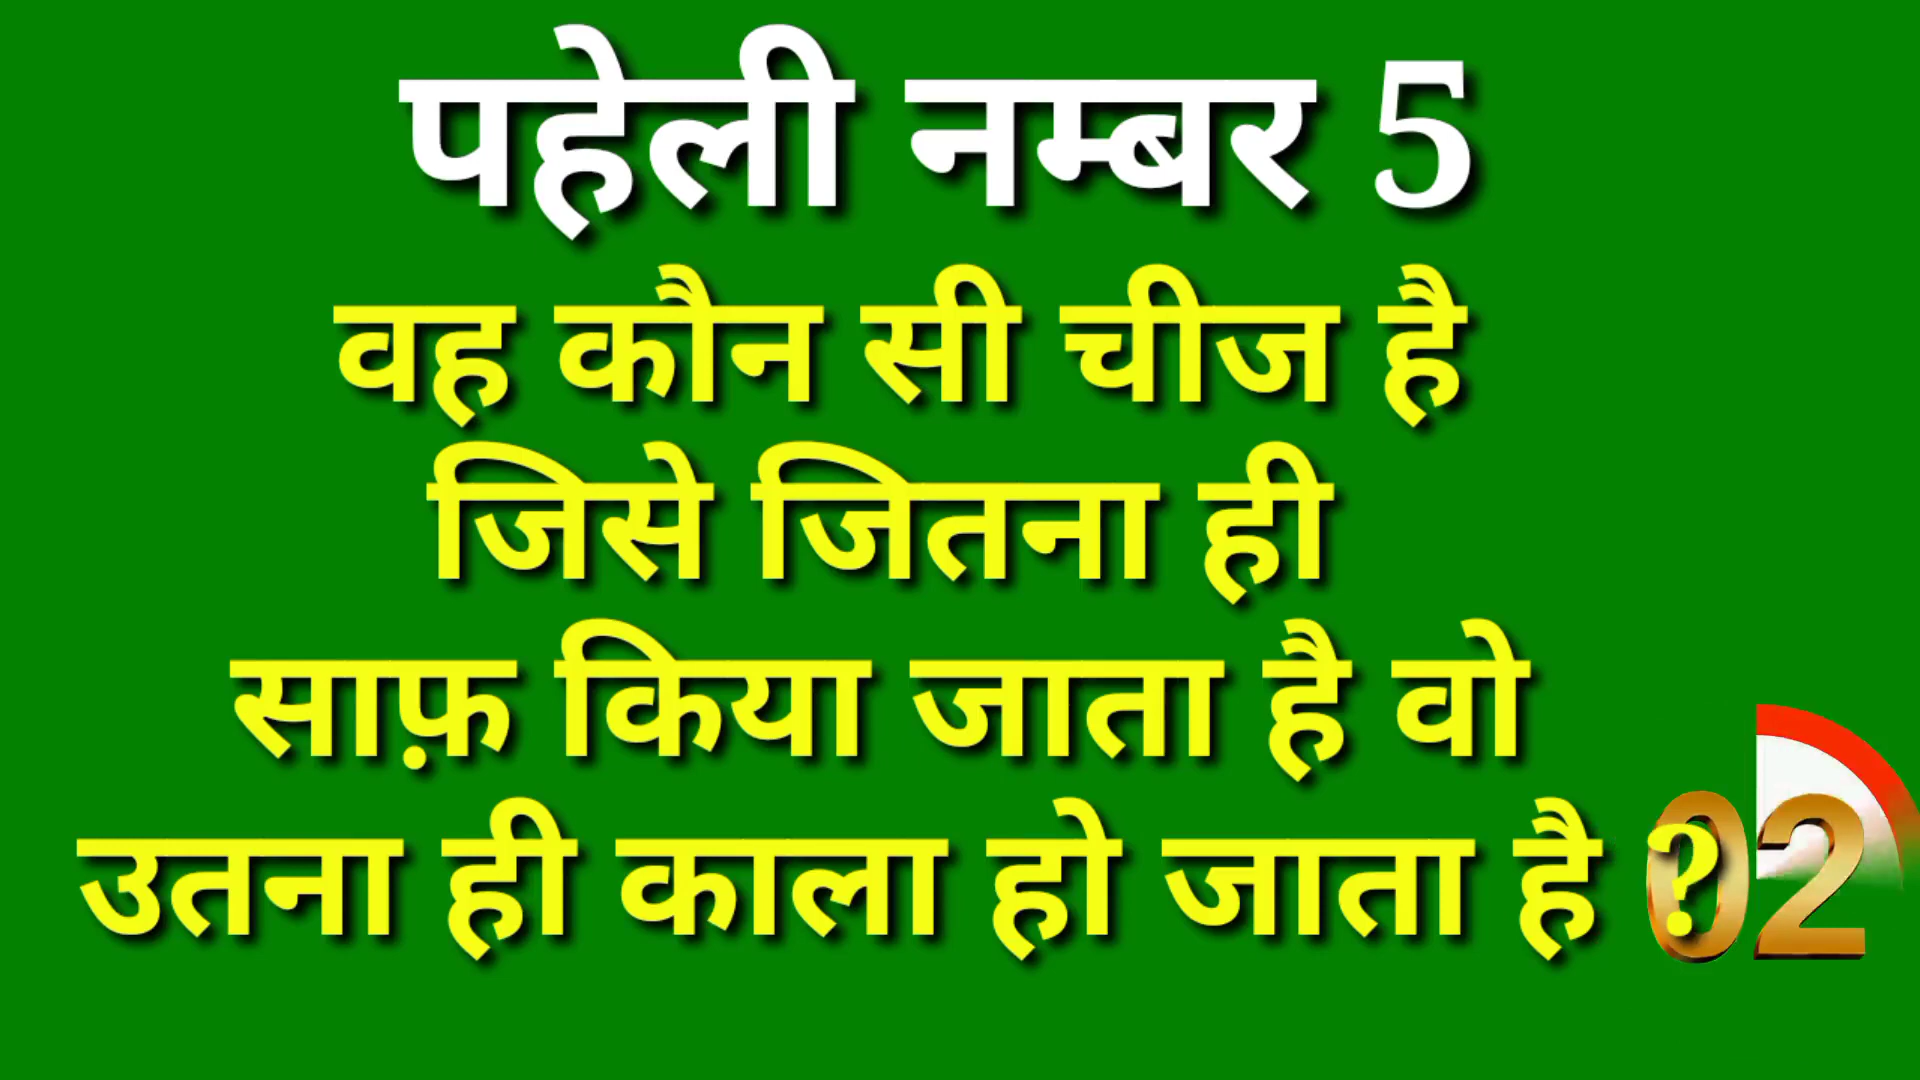 पहेली नम्बर 5
वह कौन सी चीज है
जिसे जितना ही
साफ़ किया जाता है वो
उतना ही काला हो जाता है ?
02